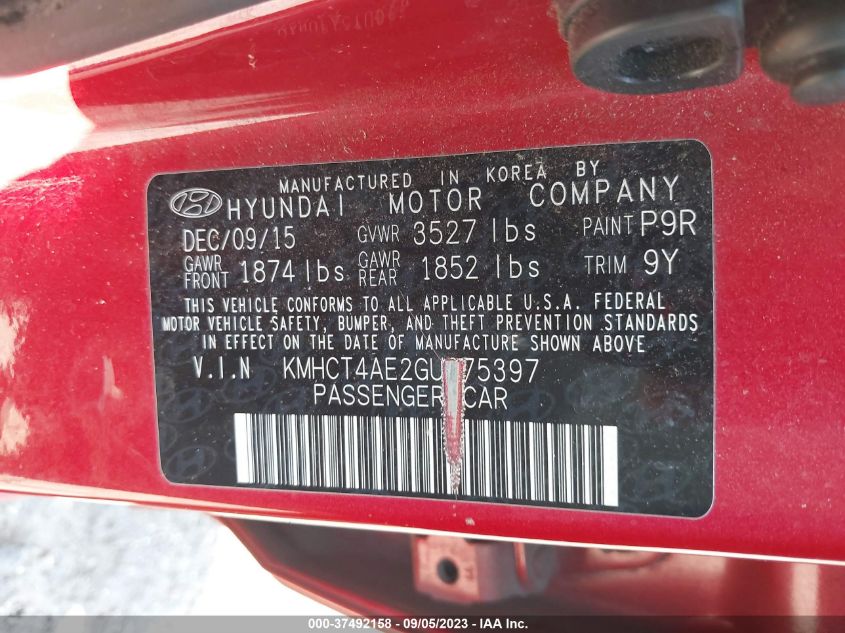 MANUFACTURED IN KOREA BY
HYUNDAI MOTOR COMPANY
DEC/09/15 GVWR 3527 lbs PAINT P9R
GAWR FRONT 1874 lbs GAWR REAR 1852 lbs TRIM 9Y
THIS VEHICLE CONFORMS TO ALL APPLICABLE U.S.A. FEDERAL
MOTOR VEHICLE SAFETY, BUMPER, AND THEFT PREVENTION STANDARDS
IN EFFECT ON THE DATE OF MANUFACTURE SHOWN ABOVE.
V.I.N
PASSENGER CAR
HYUNDAI
000-37492158 - 09/05/2023 - IAA Inc.